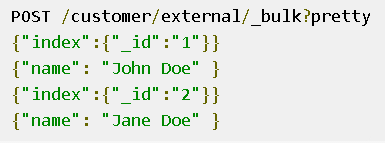 POST /customer/external/_bulk?pretty
{"index":{"_id":"1"}}
{"name": "John Doe" }
{"index":{"_id":"2"}}
{"name": "Jane Doe" }